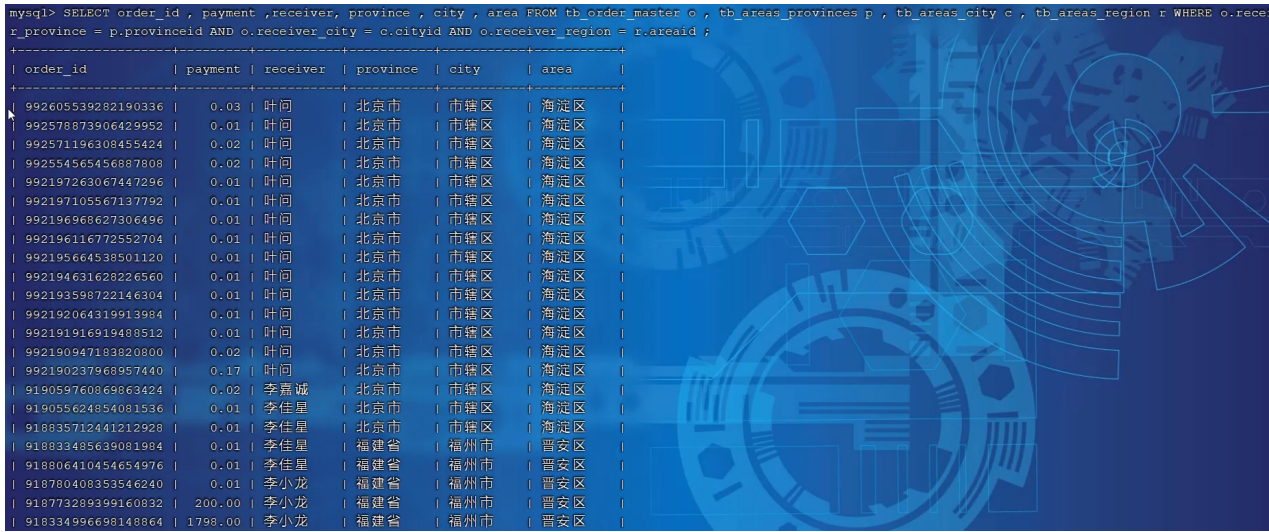 mysql> SELECT order_id , payment ,receiver, province , city , area FROM tb_order_master o , tb_areas_provinces p , tb_areas_city c , tb_areas_region r WHERE o.recei
r_province = p.provinceid AND o.receiver_city = c.cityid AND o.receiver_region = r.areaid ;
+--------------------+---------+-----------+-----------+-----------+-----------+
| order_id | payment | receiver | province | city | area |
+--------------------+---------+-----------+-----------+-----------+-----------+
| 992605539282190336 | 0.03 | 叶问 | 北京市 | 市辖区 | 海淀区 |
| 992578873906429952 | 0.01 | 叶问 | 北京市 | 市辖区 | 海淀区 |
| 992571196308455424 | 0.02 | 叶问 | 北京市 | 市辖区 | 海淀区 |
| 992554565456887808 | 0.02 | 叶问 | 北京市 | 市辖区 | 海淀区 |
| 992197263067447296 | 0.01 | 叶问 | 北京市 | 市辖区 | 海淀区 |
| 992197105567137792 | 0.01 | 叶问 | 北京市 | 市辖区 | 海淀区 |
| 992196968627306496 | 0.01 | 叶问 | 北京市 | 市辖区 | 海淀区 |
| 992196116772552704 | 0.01 | 叶问 | 北京市 | 市辖区 | 海淀区 |
| 992195664538501120 | 0.01 | 叶问 | 北京市 | 市辖区 | 海淀区 |
| 992194631628226560 | 0.01 | 叶问 | 北京市 | 市辖区 | 海淀区 |
| 992193598722146304 | 0.01 | 叶问 | 北京市 | 市辖区 | 海淀区 |
| 992192064319913984 | 0.01 | 叶问 | 北京市 | 市辖区 | 海淀区 |
| 992191916919488512 | 0.01 | 叶问 | 北京市 | 市辖区 | 海淀区 |
| 992190947183820800 | 0.02 | 叶问 | 北京市 | 市辖区 | 海淀区 |
| 992190237968957440 | 0.17 | 叶问 | 北京市 | 市辖区 | 海淀区 |
| 919059760869863424 | 0.02 | 李嘉诚 | 北京市 | 市辖区 | 海淀区 |
| 919055624854081536 | 0.01 | 李佳星 | 北京市 | 市辖区 | 海淀区 |
| 918835712441212928 | 0.01 | 李佳星 | 北京市 | 市辖区 | 海淀区 |
| 918833485639081984 | 0.01 | 李佳星 | 福建省 | 福州市 | 晋安区 |
| 918806410454654976 | 0.01 | 李佳星 | 福建省 | 福州市 | 晋安区 |
| 918780408353546240 | 0.01 | 李小龙 | 福建省 | 福州市 | 晋安区 |
| 918773289399160832 | 200.00 | 李小龙 | 福建省 | 福州市 | 晋安区 |
| 918334996698148864 | 1798.00 | 李小龙 | 福建省 | 福州市 | 晋安区 |